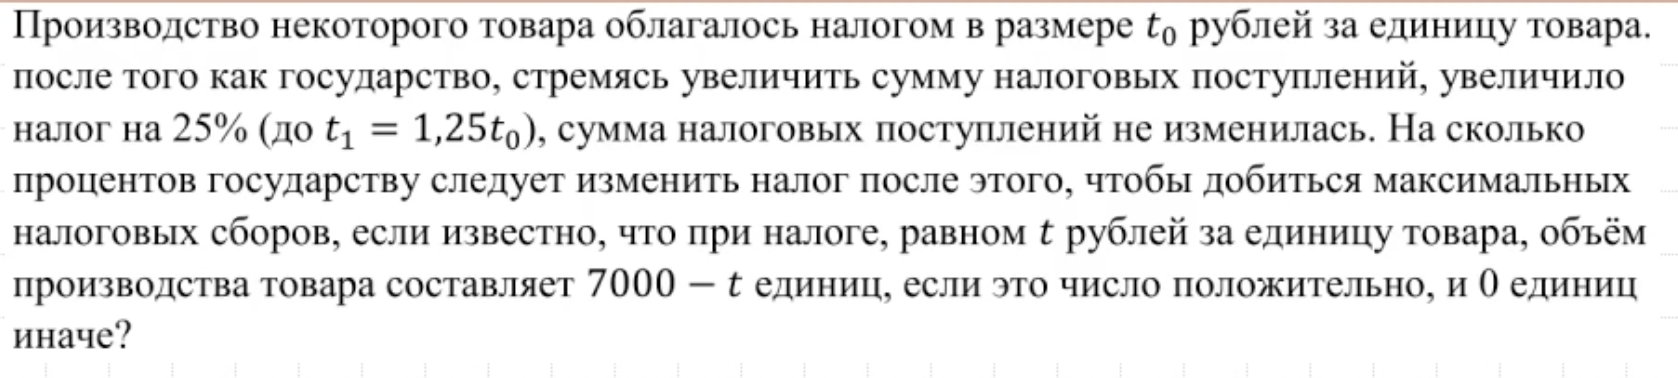 Производство некоторого товара облагалось налогом в размере t₀ рублей за единицу товара.
после того как государство, стремясь увеличить сумму налоговых поступлений, увеличило
налог на 25% (до t₁ = 1,25t₀), сумма налоговых поступлений не изменилась. На сколько
процентов государству следует изменить налог после этого, чтобы добиться максимальных
налоговых сборов, если известно, что при налоге, равном t рублей за единицу товара, объём
производства товара составляет 7000 − t единиц, если это число положительно, и 0 единиц
иначе?